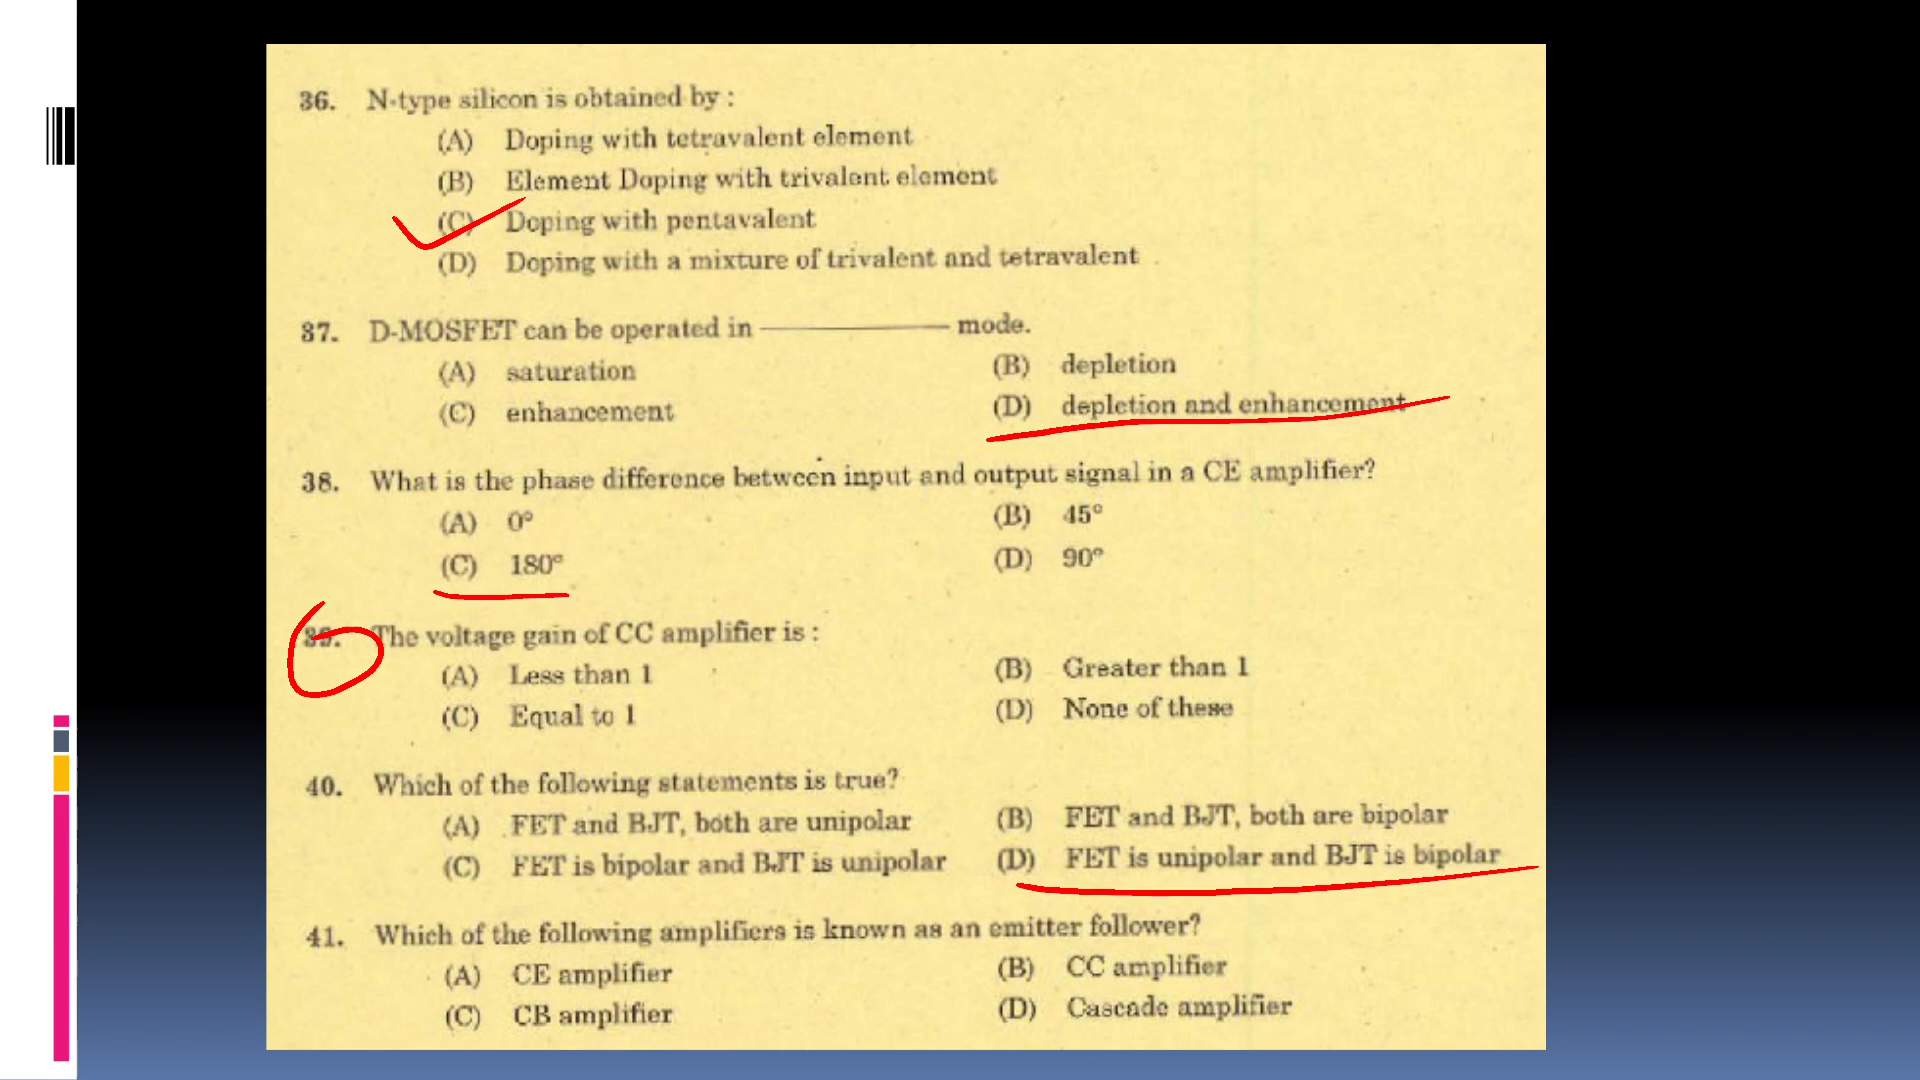 36. N-type silicon is obtained by :
(A) Doping with tetravalent element
(B) Element Doping with trivalent element
(C) Doping with pentavalent
(D) Doping with a mixture of trivalent and tetravalent
37. D-MOSFET can be operated in ———— mode.
(A) saturation (B) depletion
(C) enhancement (D) depletion and enhancement
38. What is the phase difference between input and output signal in a CE amplifier?
(A) 0° (B) 45°
(C) 180° (D) 90°
39. The voltage gain of CC amplifier is :
(A) Less than 1 (B) Greater than 1
(C) Equal to 1 (D) None of these
40. Which of the following statements is true?
(A) FET and BJT, both are unipolar (B) FET and BJT, both are bipolar
(C) FET is bipolar and BJT is unipolar (D) FET is unipolar and BJT is bipolar
41. Which of the following amplifiers is known as an emitter follower?
(A) CE amplifier (B) CC amplifier
(C) CB amplifier (D) Cascade amplifier